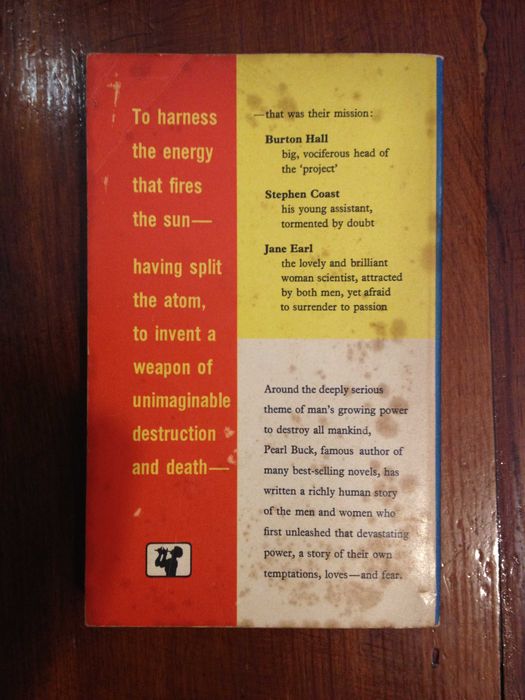 To harness
the energy
that fires
the sun—
having split
the atom,
to invent a
weapon of
unimaginable
destruction
and death—
—that was their mission:
Burton Hall
big, vociferous head of
the ‘project’
Stephen Coast
his young assistant,
tormented by doubt
Jane Earl
the lovely and brilliant
woman scientist, attracted
by both men, yet afraid
to surrender to passion
Around the deeply serious
theme of man's growing power
to destroy all mankind,
Pearl Buck, famous author of
many best-selling novels, has
written a richly human story
of the men and women who
first unleashed that devastating
power, a story of their own
temptations, loves—and fear.